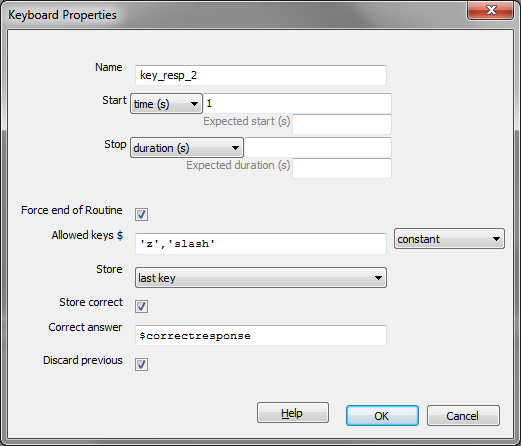 Keyboard Properties
Name key_resp_2
Start time (s) 1
Expected start (s)
Stop duration (s)
Expected duration (s)
Force end of Routine
Allowed keys $ 'z','slash' constant
Store last key
Store correct
Correct answer $correctresponse
Discard previous
Help OK Cancel